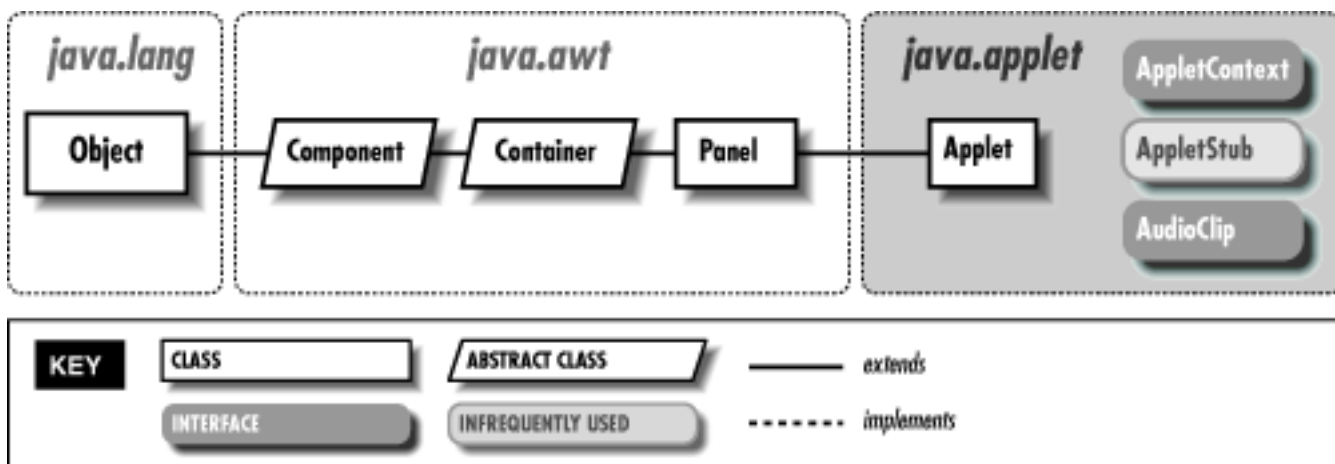 java.lang
java.awt
java.applet
AppletContext
Object
Component
Container
Panel
Applet
AppletStub
AudioClip
KEY
CLASS
ABSTRACT CLASS
extends
INTERFACE
INFREQUENTLY USED
implements